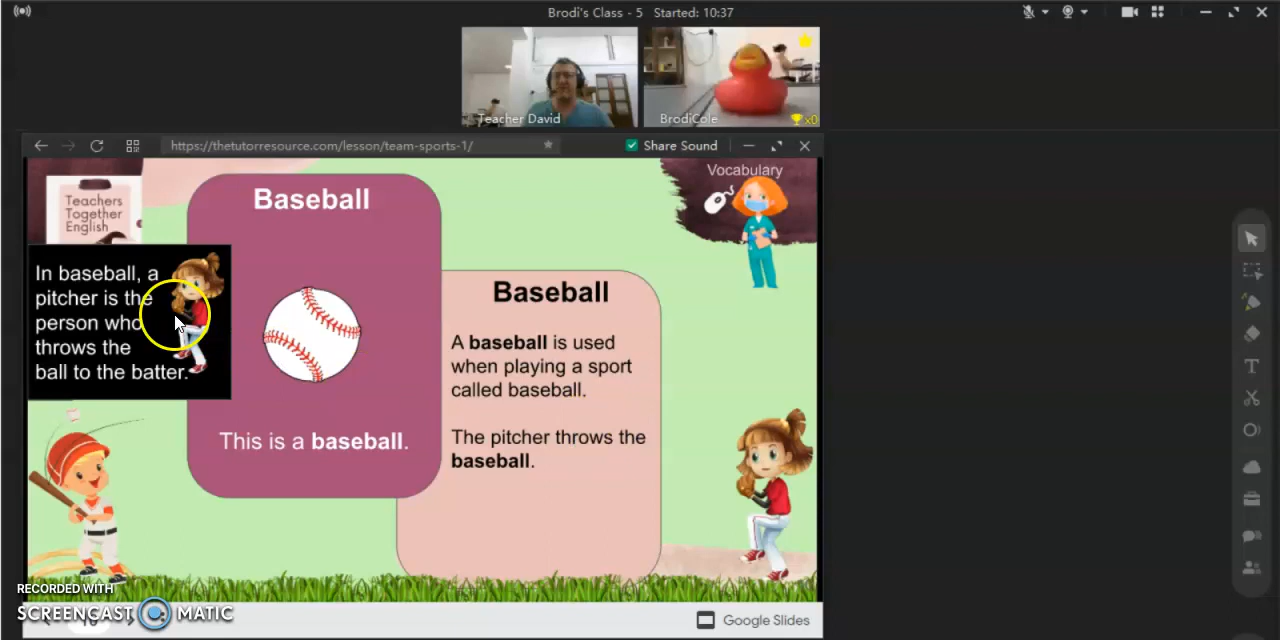 Brodi's Class - 5 Started: 10:37
Teacher David
BrodiCole
x0
https://thetutorresource.com/lesson/team-sports-1/
Share Sound
Teachers
Together
English
Baseball
Vocabulary
In baseball, a
pitcher is the
person who
throws the
ball to the batter.
This is a baseball.
Baseball
A baseball is used
when playing a sport
called baseball.
The pitcher throws the
baseball.
RECORDED WITH
SCREENCAST MATIC
Google Slides